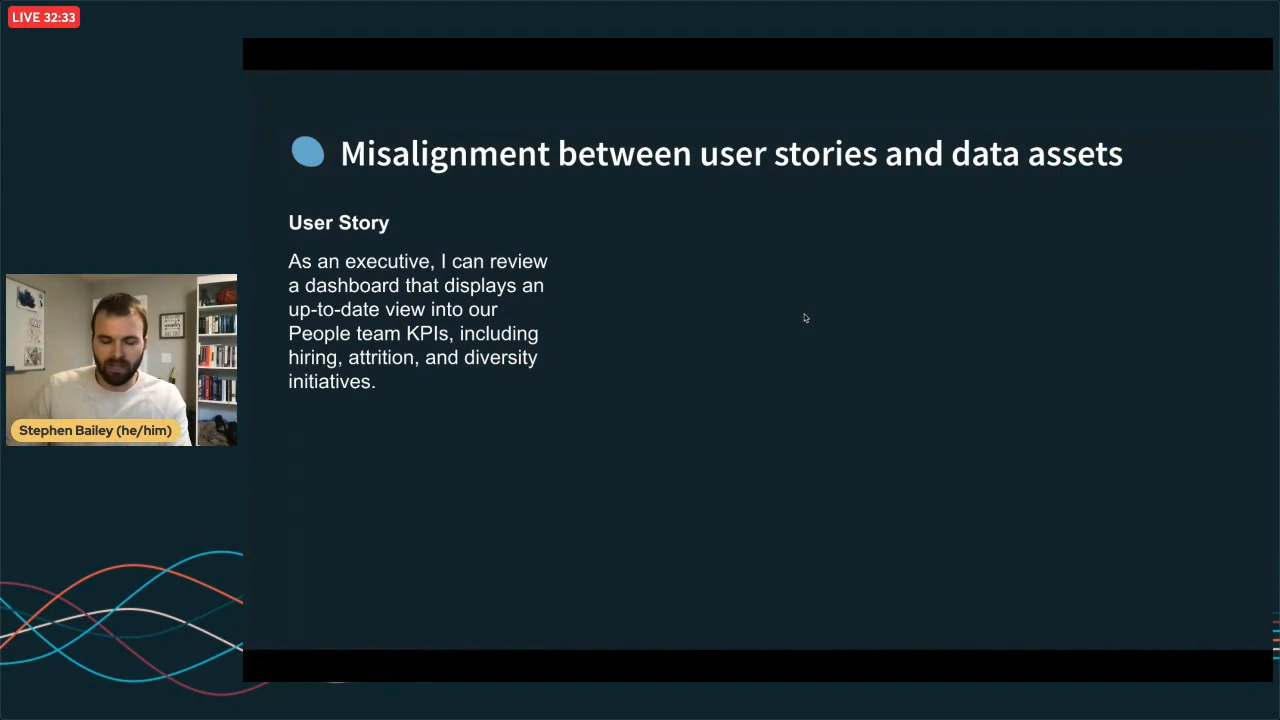 LIVE 32:33
Misalignment between user stories and data assets
User Story
As an executive, I can review
a dashboard that displays an
up-to-date view into our
People team KPIs, including
hiring, attrition, and diversity
initiatives.
Stephen Bailey (he/him)